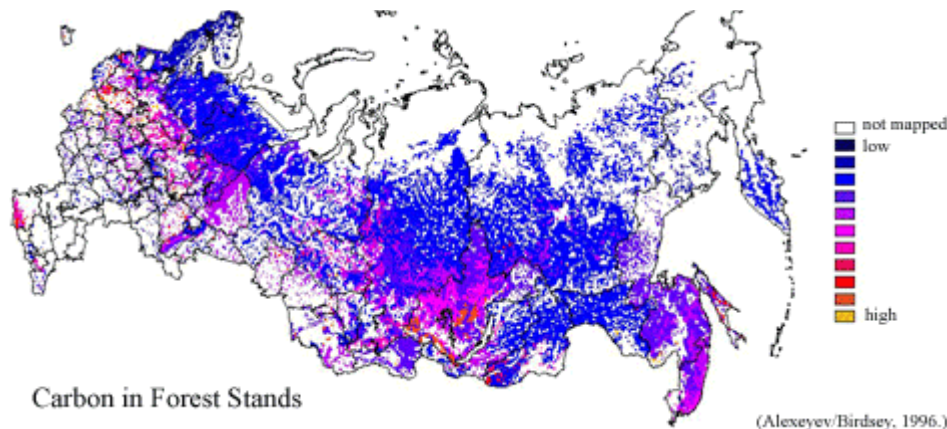 not mapped
low
high
Carbon in Forest Stands
(Alexeyev/Birdsey, 1996.)